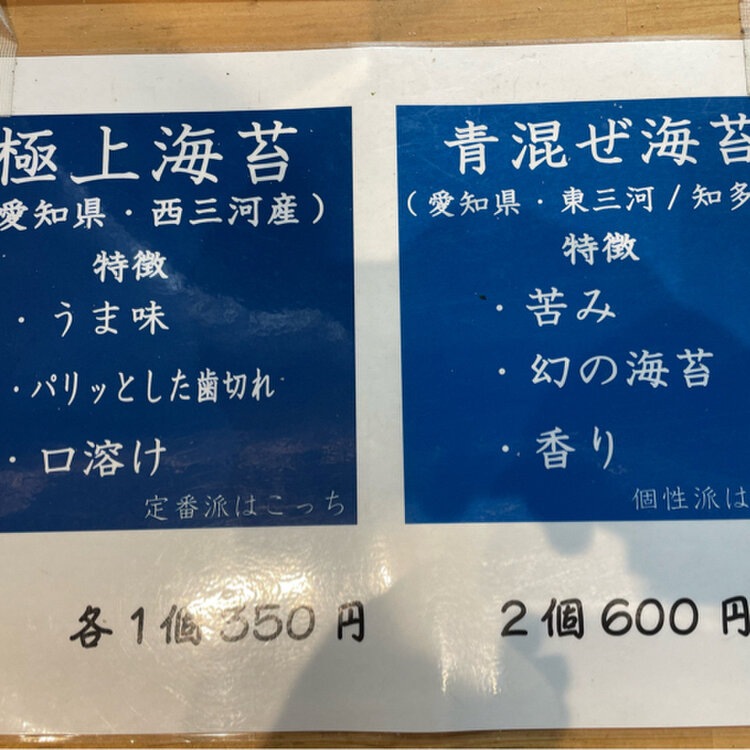 極上海苔
愛知県・西三河産)
特徴
・うま味
・パリッとした歯切れ
・口溶け
定番派はこっち
青混ぜ海苔
(愛知県・東三河/知多
特徴
・苦み
・幻の海苔
・香り
個性派は
各1個350円
2個600円